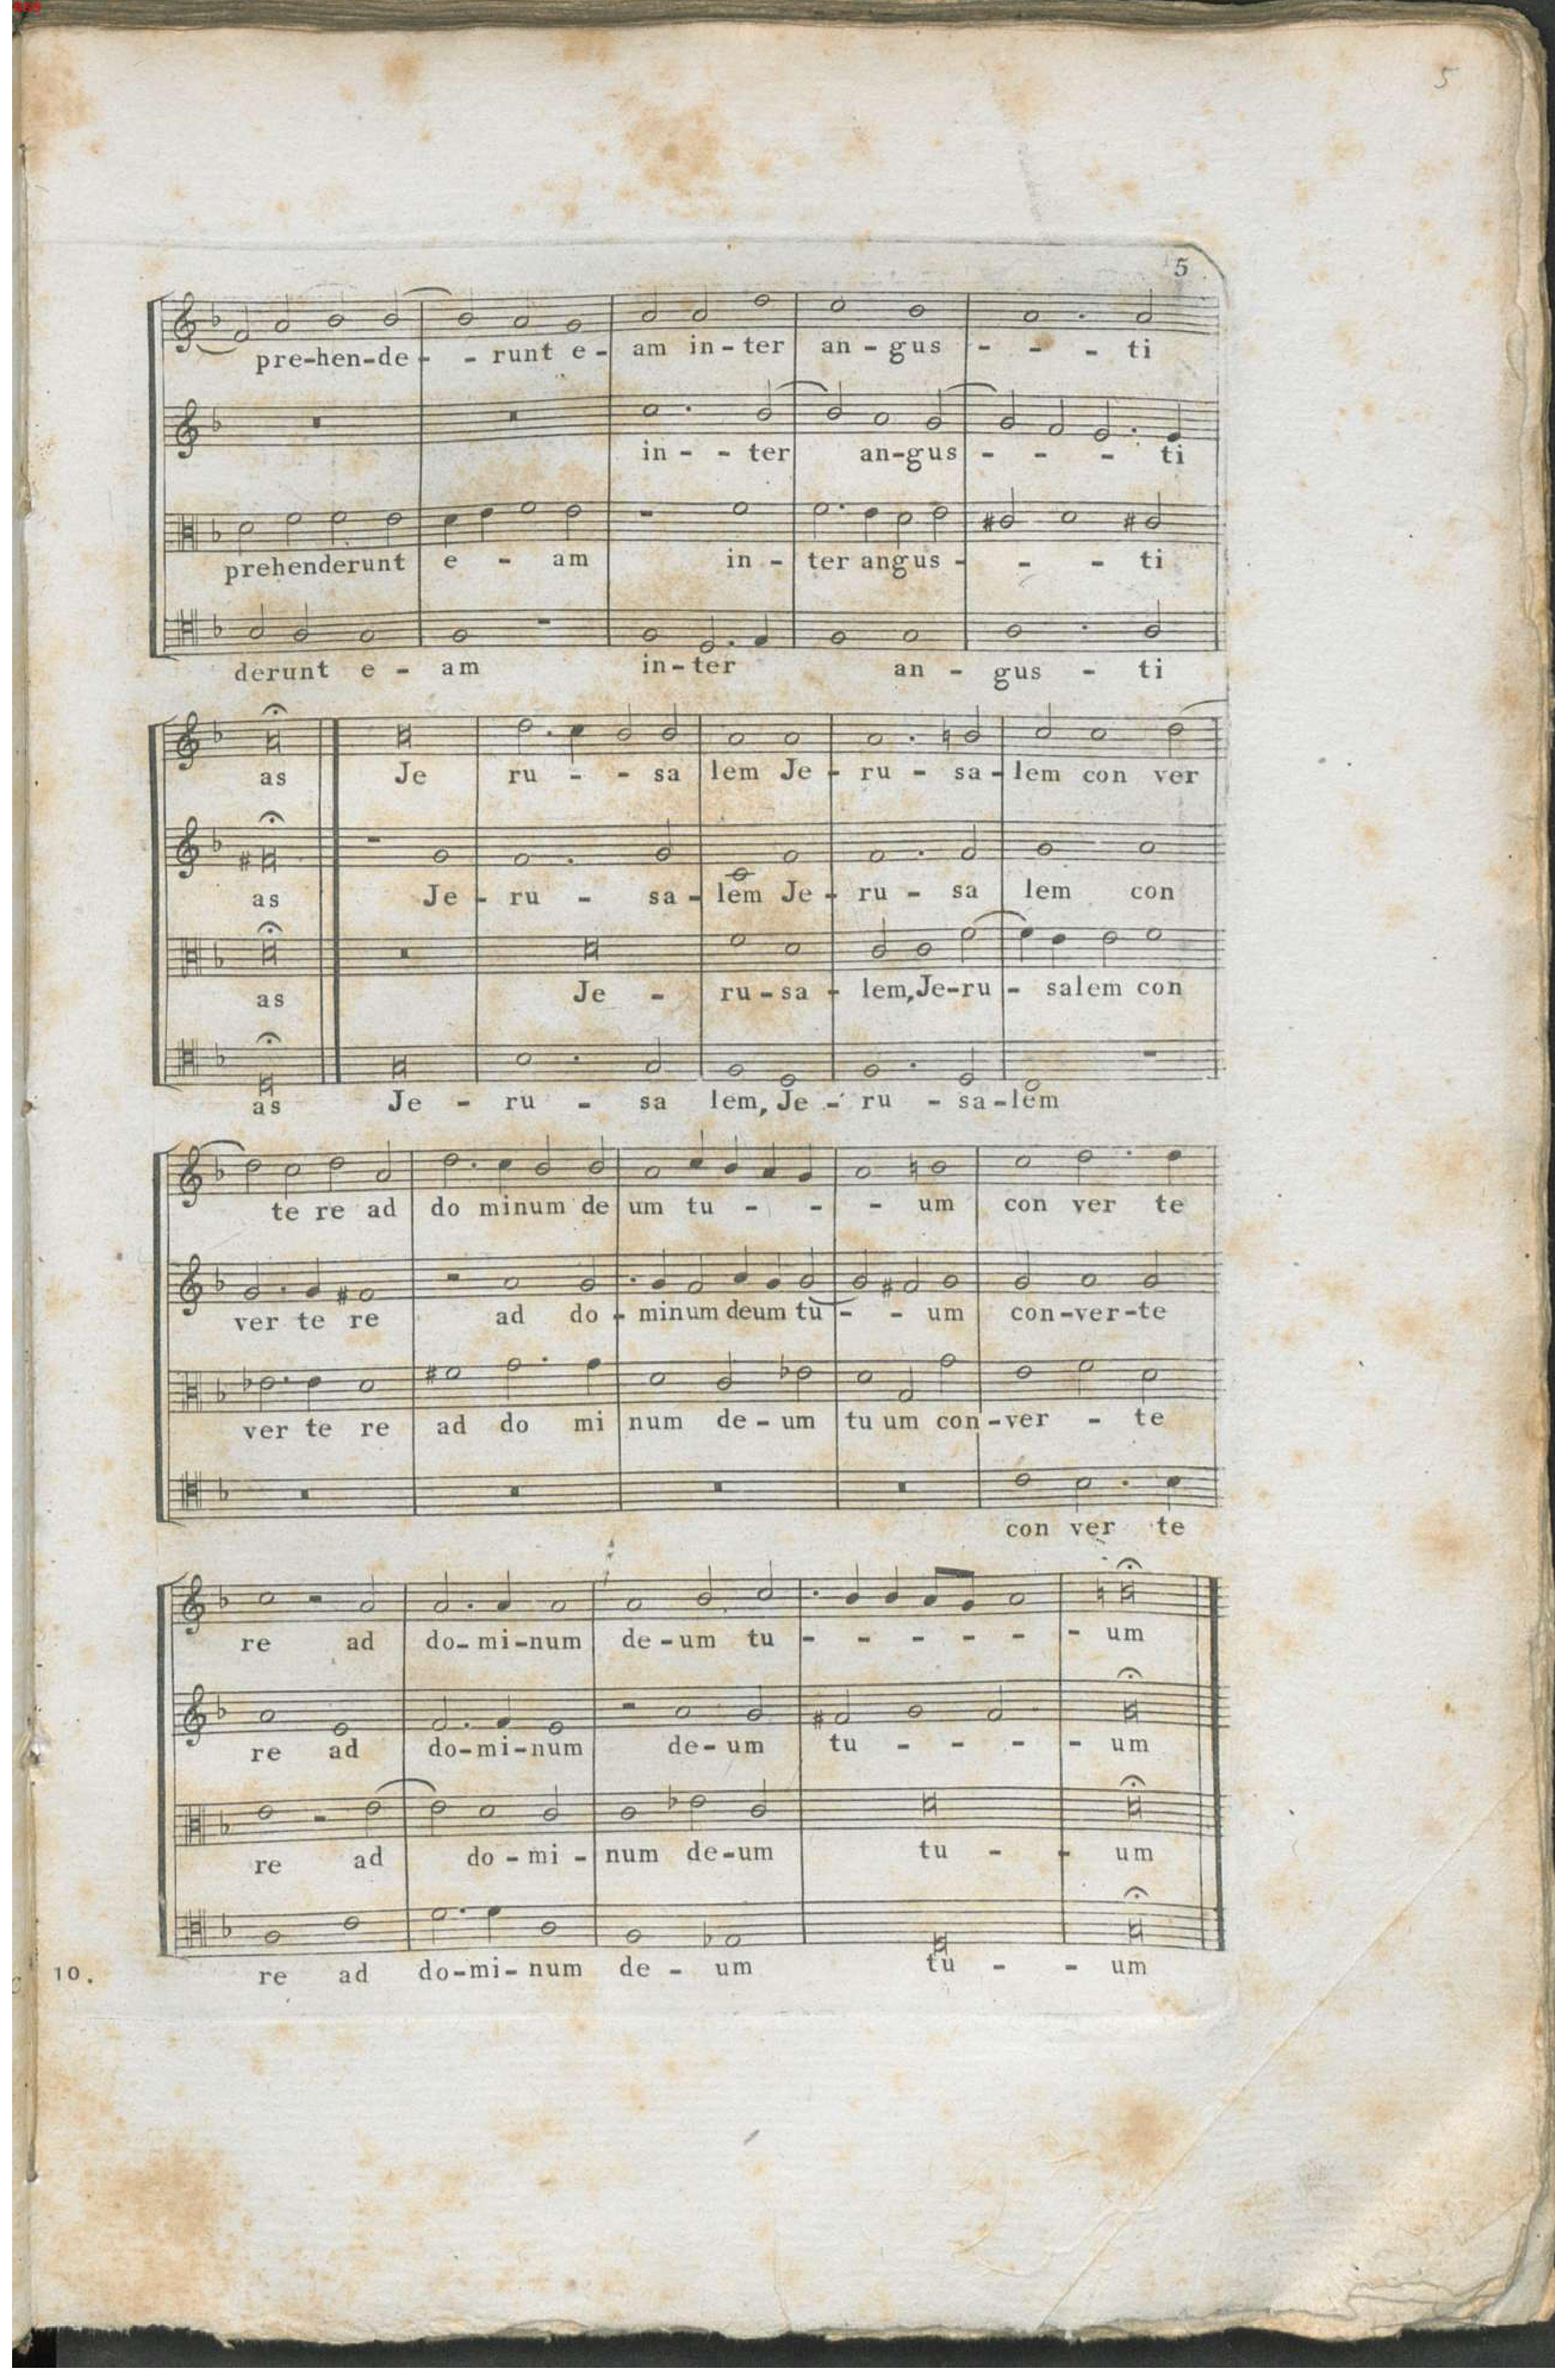 5
5
pre-hen-de - - runt e - am in - ter an - gus - - - ti
in - - ter an-gus - - - ti
prehenderunt e - am in - ter angus - - - ti
derunt e - am in-ter an - gus - ti
as Je ru - - sa lem Je - ru - sa - lem con ver
as Je - ru - sa - lem Je - ru - sa lem con
as Je - ru - sa - lem, Je-ru - salem con
as Je - ru - sa lem, Je - ru - sa-lem
te re ad do minum de um tu - - - um con ver te
ver te re ad do - minum deum tu - - um con-ver-te
ver te re ad do mi num de - um tu um con-ver - te
con ver te
re ad do-mi-num de-um tu - - - - - - um
re ad do-mi-num de-um tu - - - - um
re ad do-mi-num de-um tu - - um
10. re ad do-mi-num de - um tu - - um